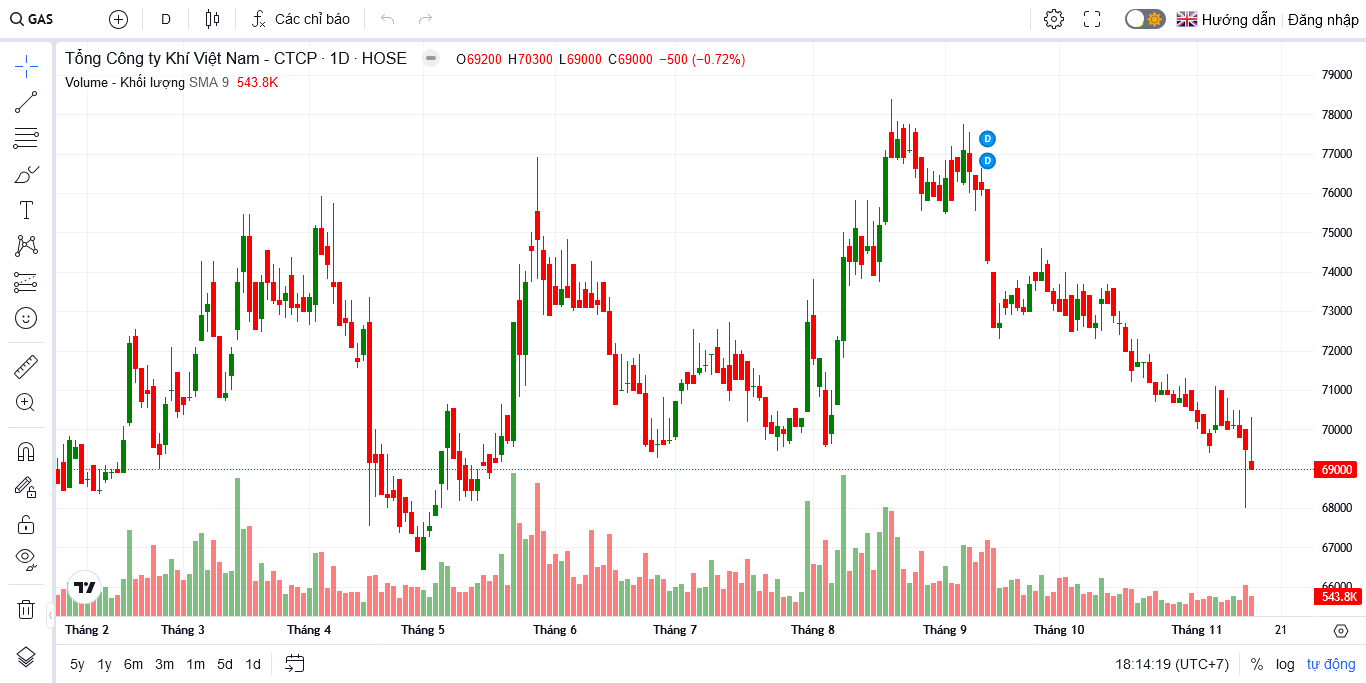 GAS D Các chỉ báo Hướng dẫn Đăng nhập
Tổng Công ty Khí Việt Nam - CTCP · 1D · HOSE O69200 H70300 L69000 C69000 −500 (−0.72%)
Volume - Khối lượng SMA 9 543.8K
79000
78000
77000
76000
75000
74000
73000
72000
71000
70000
69000
68000
67000
66000
543.8K
D
D
Tháng 2 Tháng 3 Tháng 4 Tháng 5 Tháng 6 Tháng 7 Tháng 8 Tháng 9 Tháng 10 Tháng 11 21
5y 1y 6m 3m 1m 5d 1d 18:14:19 (UTC+7) % log tự động